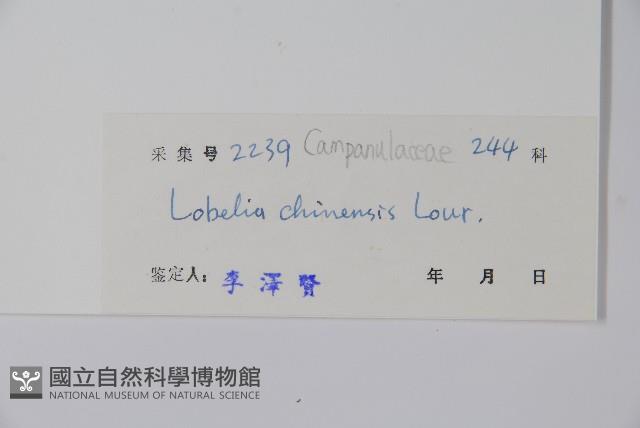 采集号 2239 Campanulaceae 244 科
Lobelia chinensis Lour.
鉴定人: 李澤賢 年 月 日
國立自然科學博物館
NATIONAL MUSEUM OF NATURAL SCIENCE